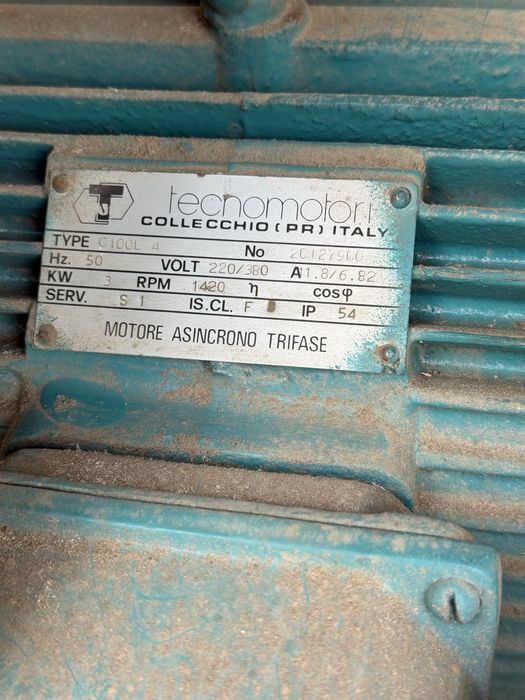 tecnomotori
COLLECCHIO (PR) ITALY
TYPE C100L 4 No
Hz. 50 VOLT 220/380 A 11.8/6.82
KW 3 RPM 1420 η cosφ
SERV. S 1 IS.CL. F IP 54
MOTORE ASINCRONO TRIFASE